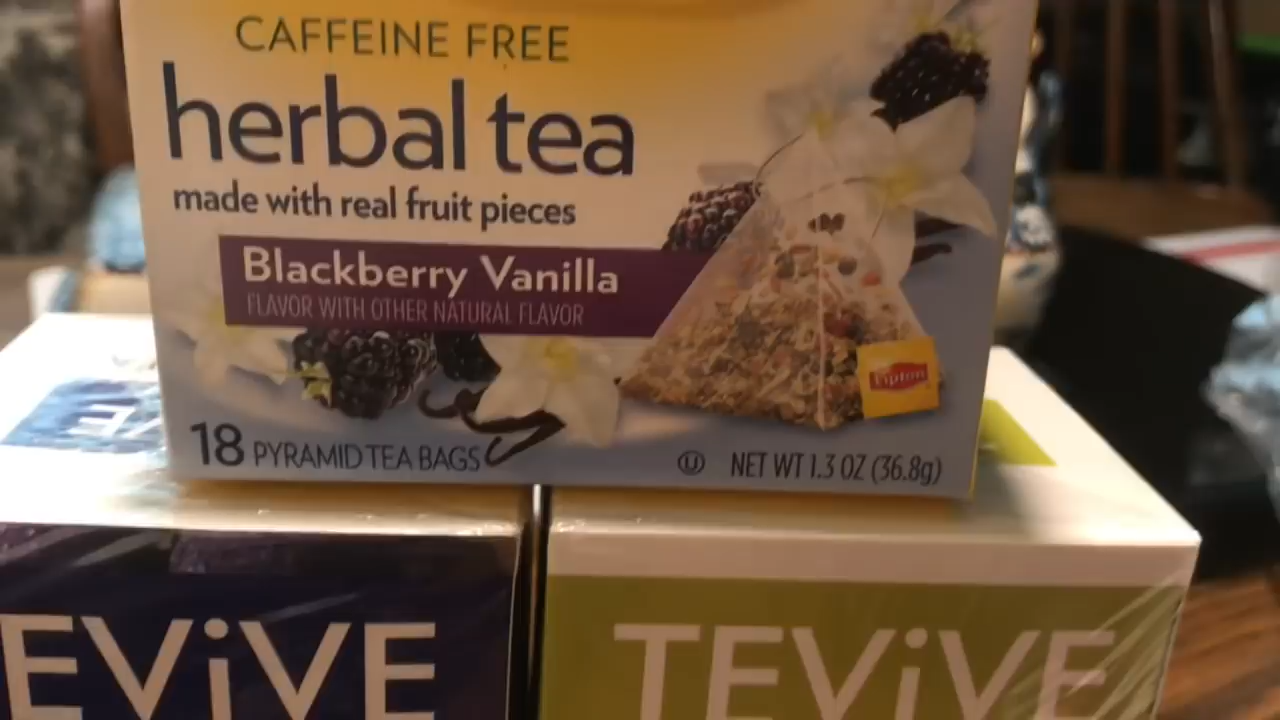 CAFFEINE FREE
herbal tea
made with real fruit pieces
Blackberry Vanilla
FLAVOR WITH OTHER NATURAL FLAVOR
Lipton
18 PYRAMID TEA BAGS
U NET WT 1.3 OZ (36.8g)
EViVE
TEViVE